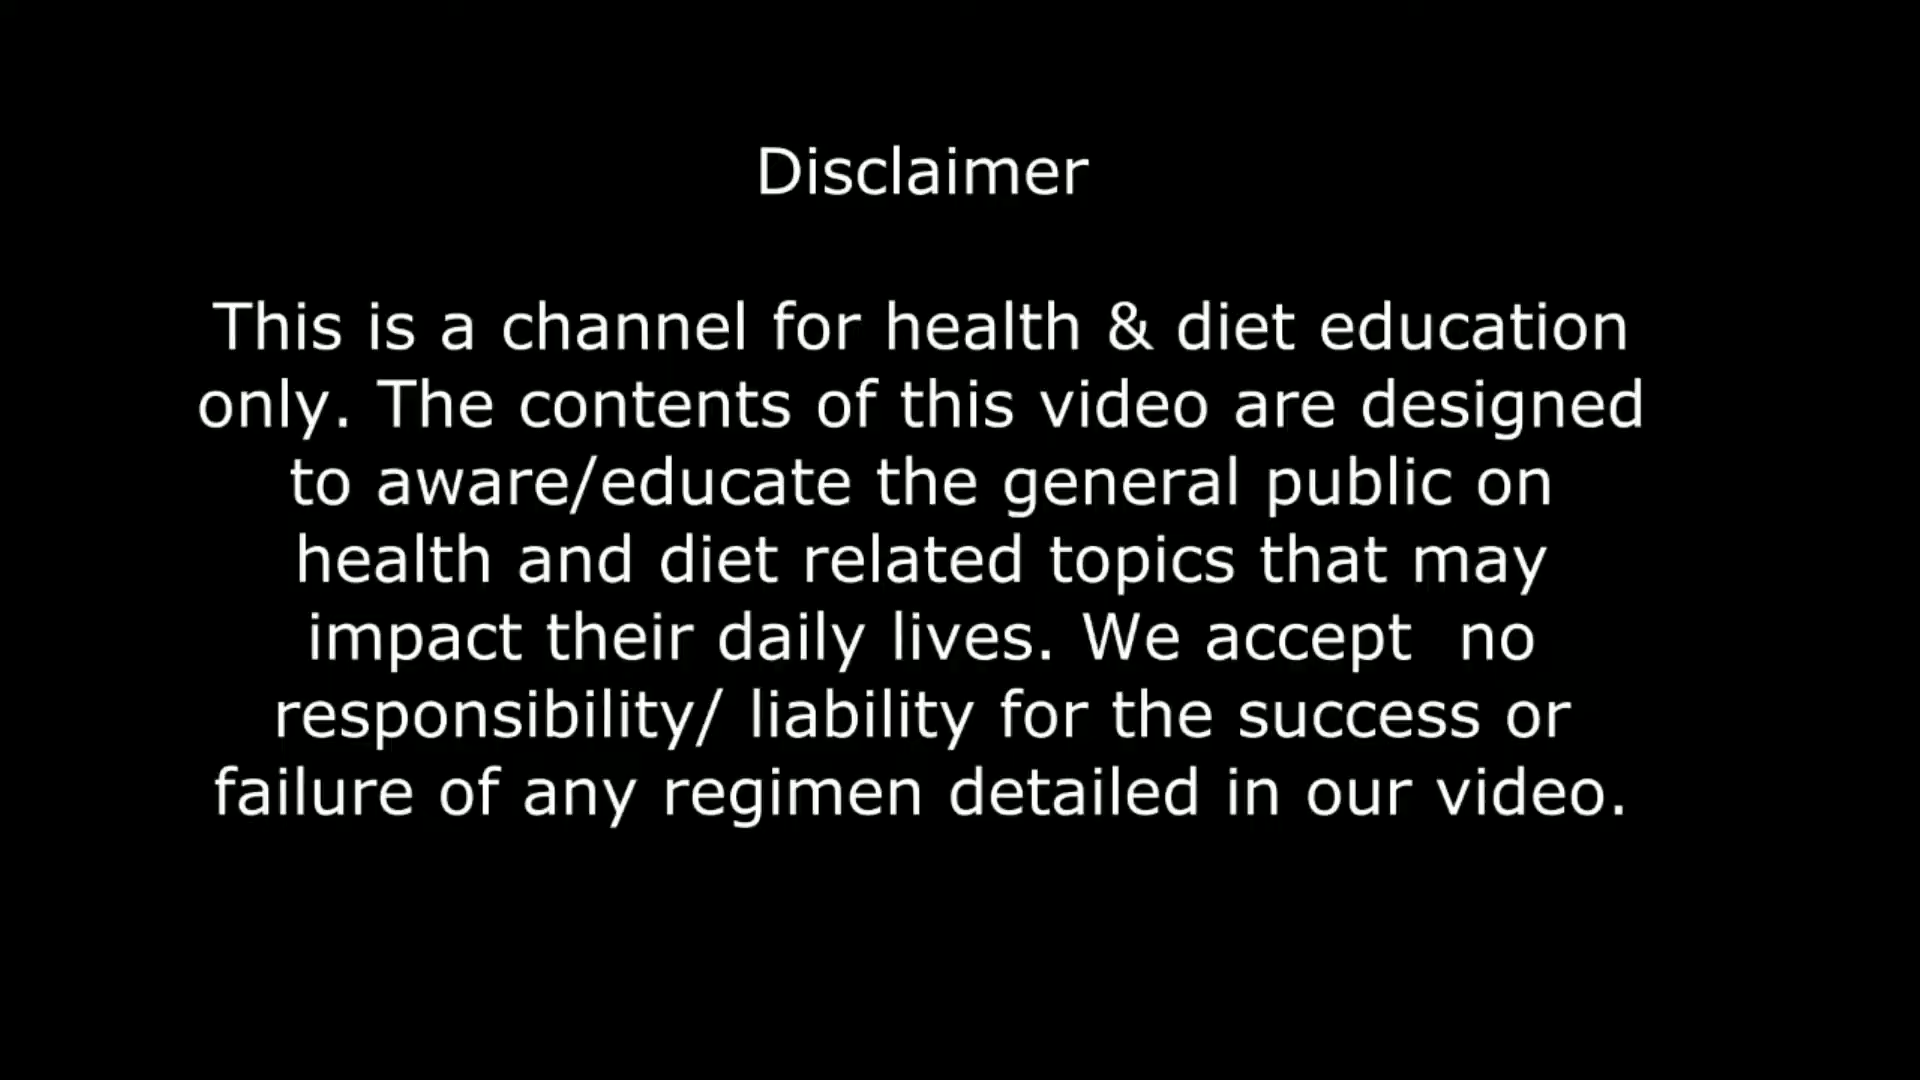 Disclaimer
This is a channel for health & diet education
only. The contents of this video are designed
to aware/educate the general public on
health and diet related topics that may
impact their daily lives. We accept  no
responsibility/ liability for the success or
failure of any regimen detailed in our video.